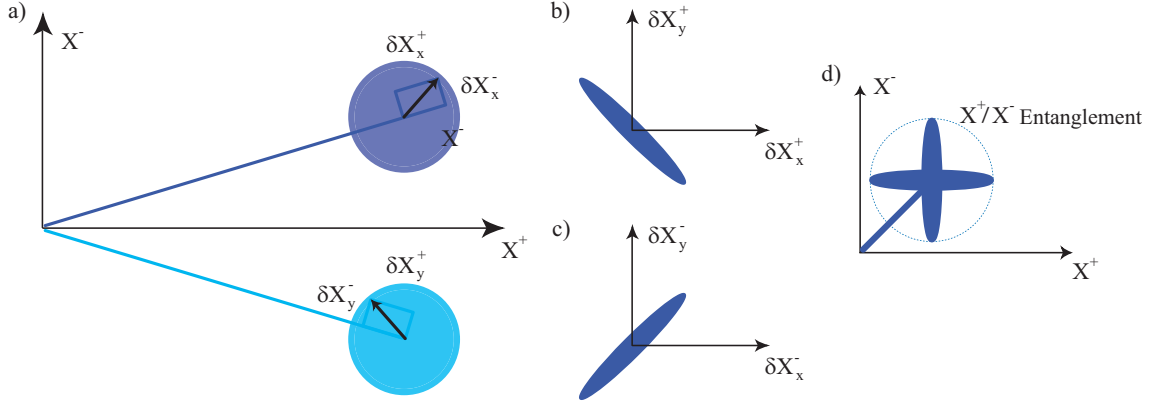 a)
X⁻
δX⁺ₓ
δX⁻ₓ
X⁻
X⁺
δX⁺ᵧ
δX⁻ᵧ
b)
δX⁺ᵧ
δX⁺ₓ
c)
δX⁻ᵧ
δX⁻ₓ
d)
X⁻
X⁺/X⁻ Entanglement
X⁺